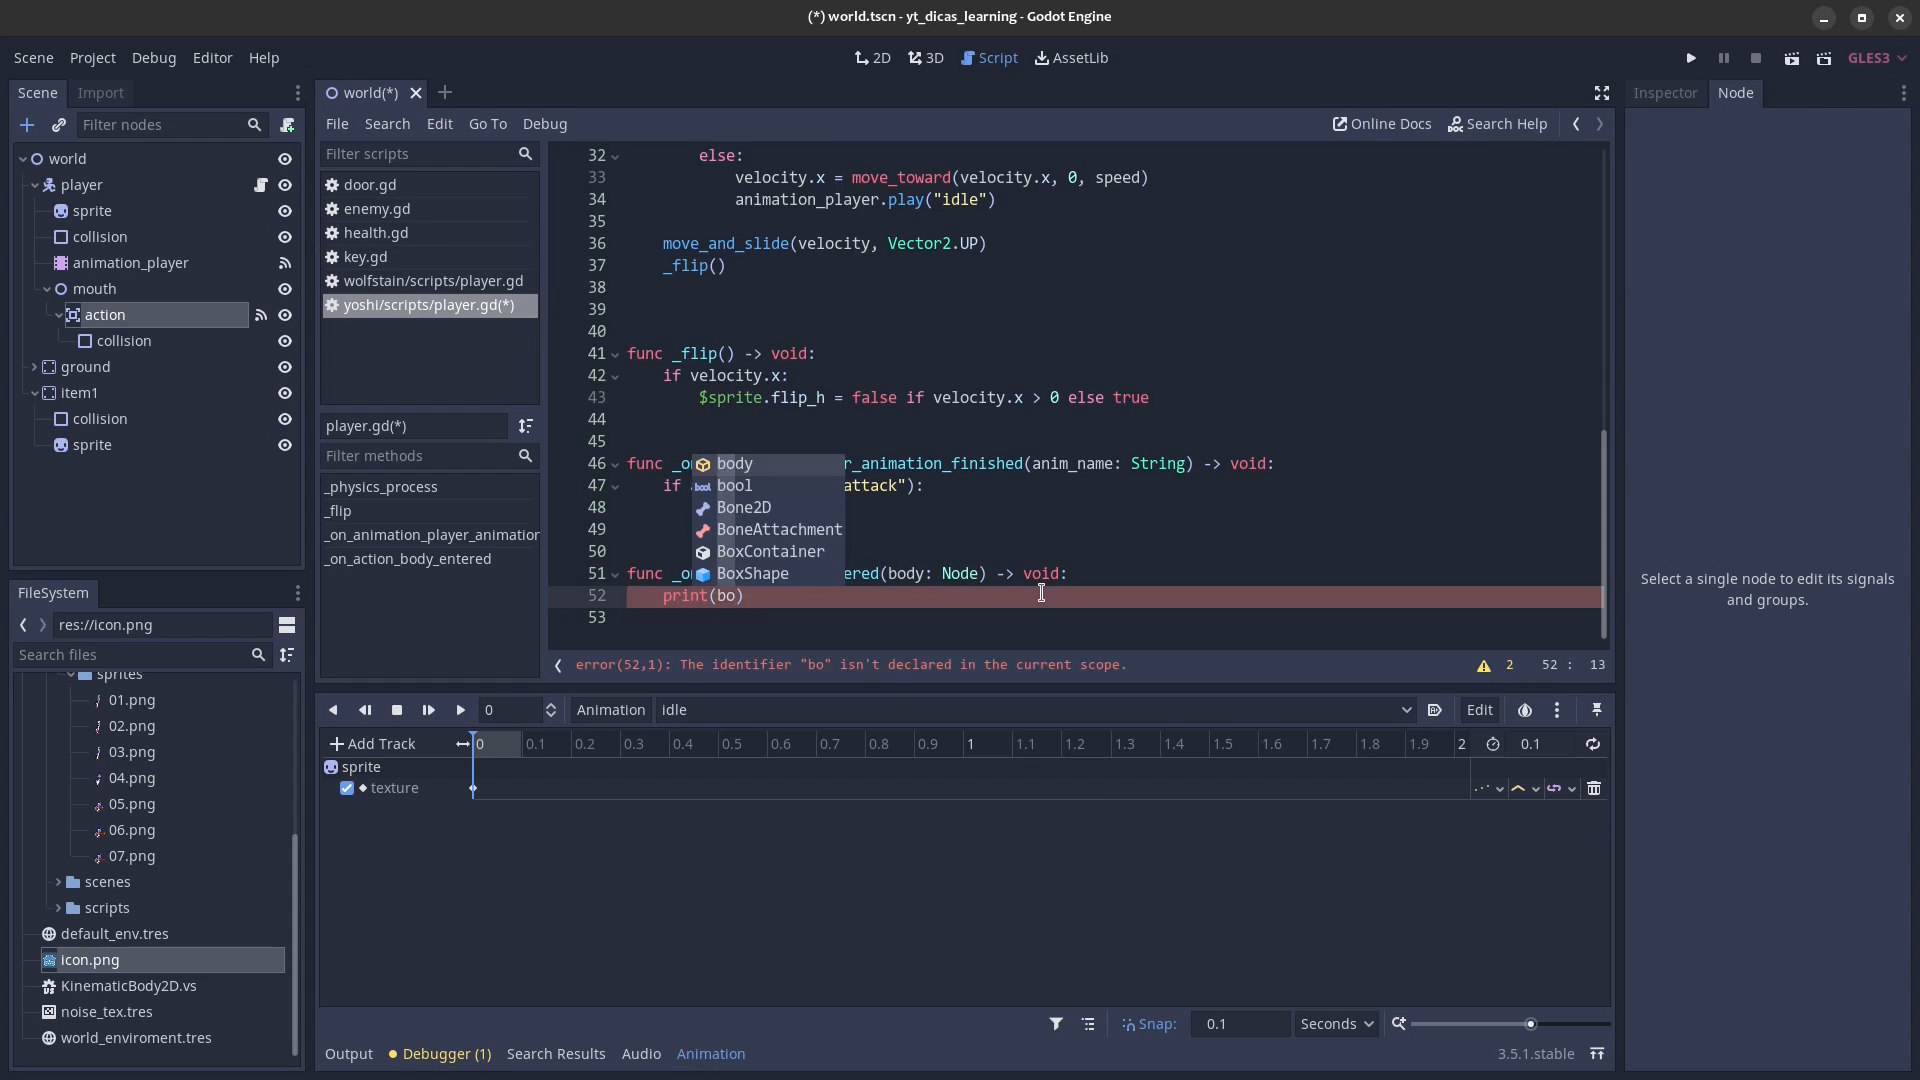 (*) world.tscn - yt_dicas_learning - Godot Engine
Scene Project Debug Editor Help
2D 3D Script AssetLib
GLES3
Scene Import
Filter nodes
world
player
sprite
collision
animation_player
mouth
action
collision
ground
item1
collision
sprite
FileSystem
res://icon.png
Search files
sprites
01.png
02.png
03.png
04.png
05.png
06.png
07.png
scenes
scripts
default_env.tres
icon.png
KinematicBody2D.vs
noise_tex.tres
world_enviroment.tres
world(*)
File Search Edit Go To Debug
Online Docs Search Help
Filter scripts
door.gd
enemy.gd
health.gd
key.gd
wolfstain/scripts/player.gd
yoshi/scripts/player.gd(*)
player.gd(*)
Filter methods
_physics_process
_flip
_on_animation_player_animation
_on_action_body_entered
32 else:
33 velocity.x = move_toward(velocity.x, 0, speed)
34 animation_player.play("idle")
35
36 move_and_slide(velocity, Vector2.UP)
37 _flip()
38
39
40
41 func _flip() -> void:
42 if velocity.x:
43 $sprite.flip_h = false if velocity.x > 0 else true
44
45
46 func _o r_animation_finished(anim_name: String) -> void:
47 if attack"):
48
49
50
51 func _o ered(body: Node) -> void:
52 print(bo)
53
body
bool
Bone2D
BoneAttachment
BoxContainer
BoxShape
error(52,1): The identifier "bo" isn't declared in the current scope.
2 52 : 13
0 Animation idle Edit
Add Track 0 0.1 0.2 0.3 0.4 0.5 0.6 0.7 0.8 0.9 1 1.1 1.2 1.3 1.4 1.5 1.6 1.7 1.8 1.9 2 0.1
sprite
texture
Snap: 0.1 Seconds
Output Debugger (1) Search Results Audio Animation
3.5.1.stable
Inspector Node
Select a single node to edit its signals
and groups.